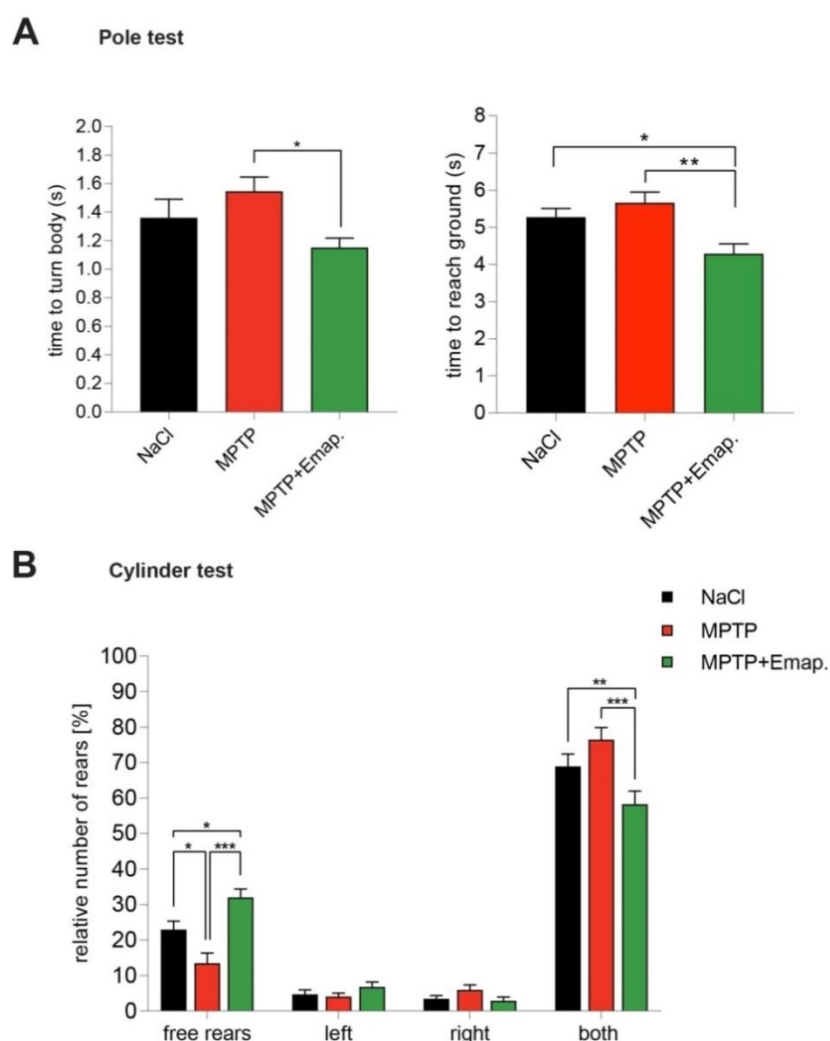 A Pole test
time to turn body (s)
2.0
1.8
1.6
1.4
1.2
1.0
0.8
0.6
0.4
0.2
0.0
*
NaCl
MPTP
MPTP+Emap.
time to reach ground (s)
8
7
6
5
4
3
2
1
0
*
**
NaCl
MPTP
MPTP+Emap.
B Cylinder test
NaCl
MPTP
MPTP+Emap.
relative number of rears [%]
100
90
80
70
60
50
40
30
20
10
0
*
* ***
**
***
free rears left right both